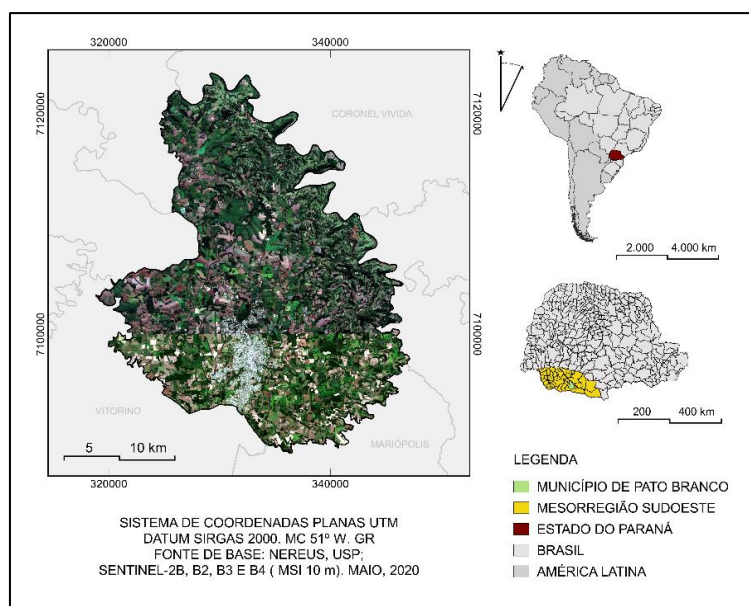 320000
340000
7120000
7120000
CORONEL VIVIDA
7100000
7100000
VITORINO
MARIÓPOLIS
5 10 km
320000
340000
SISTEMA DE COORDENADAS PLANAS UTM
DATUM SIRGAS 2000. MC 51º W. GR
FONTE DE BASE: NEREUS, USP;
SENTINEL-2B, B2, B3 E B4 ( MSI 10 m). MAIO, 2020
2.000 4.000 km
200 400 km
LEGENDA
MUNICÍPIO DE PATO BRANCO
MESORREGIÃO SUDOESTE
ESTADO DO PARANÁ
BRASIL
AMÉRICA LATINA